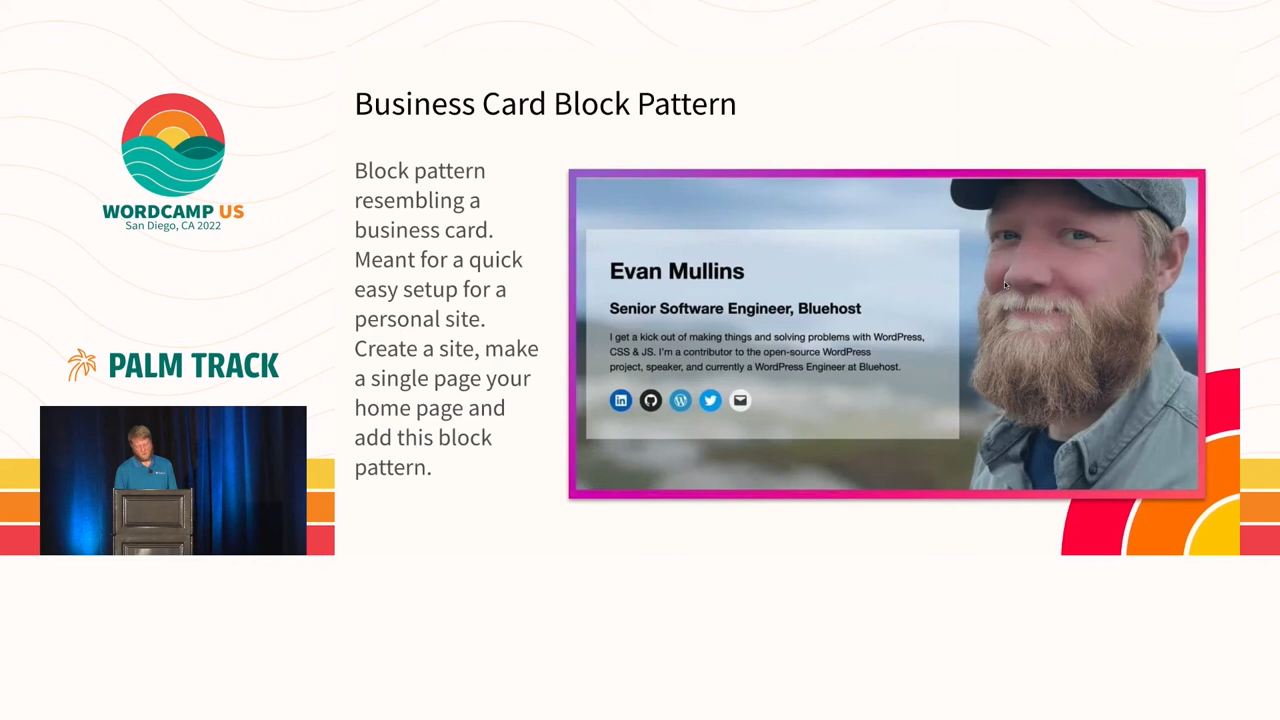 WORDCAMP US
San Diego, CA 2022
PALM TRACK
Business Card Block Pattern
Block pattern
resembling a
business card.
Meant for a quick
easy setup for a
personal site.
Create a site, make
a single page your
home page and
add this block
pattern.
Evan Mullins
Senior Software Engineer, Bluehost
I get a kick out of making things and solving problems with WordPress,
CSS & JS. I'm a contributor to the open-source WordPress
project, speaker, and currently a WordPress Engineer at Bluehost.